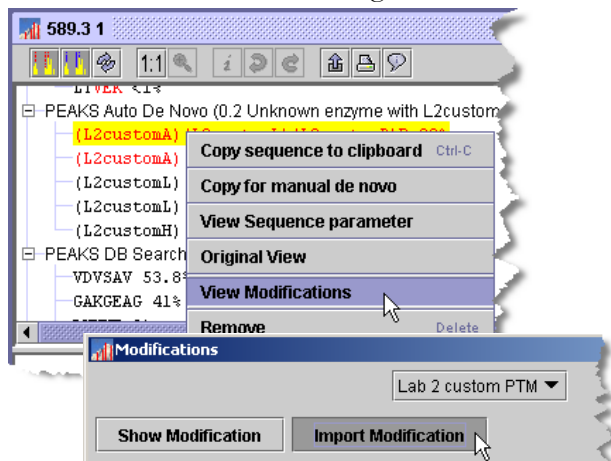 589.3 1
1:1
LIVEK <1%
PEAKS Auto De Novo (0.2 Unknown enzyme with L2custom
(L2customA)
(L2customA)
(L2customL)
(L2customL)
(L2customH)
PEAKS DB Search
VDVSAV 53.8%
GAKGEAG 41%
Copy sequence to clipboard Ctrl-C
Copy for manual de novo
View Sequence parameter
Original View
View Modifications
Remove Delete
Modifications
Lab 2 custom PTM
Show Modification Import Modification